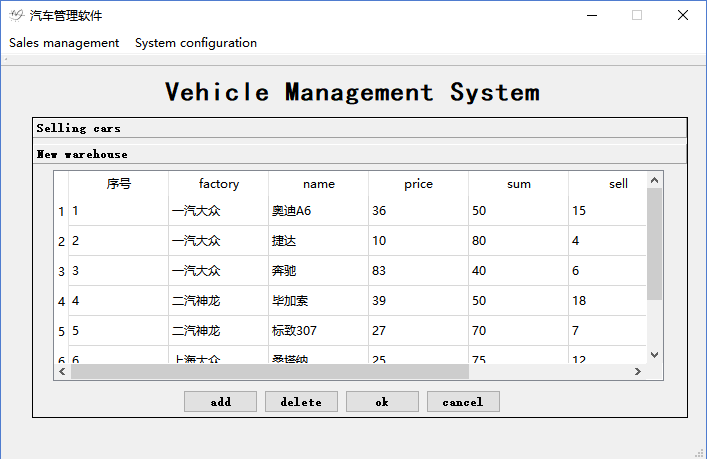 汽车管理软件
Sales management System configuration
Vehicle Management System
Selling cars
New warehouse
序号 factory name price sum sell
1 1 一汽大众 奥迪A6 36 50 15
2 2 一汽大众 捷达 10 80 4
3 3 一汽大众 奔驰 83 40 6
4 4 二汽神龙 毕加索 39 50 18
5 5 二汽神龙 标致307 27 70 7
6 6 上海大众 桑塔纳 25 75 12
add delete ok cancel